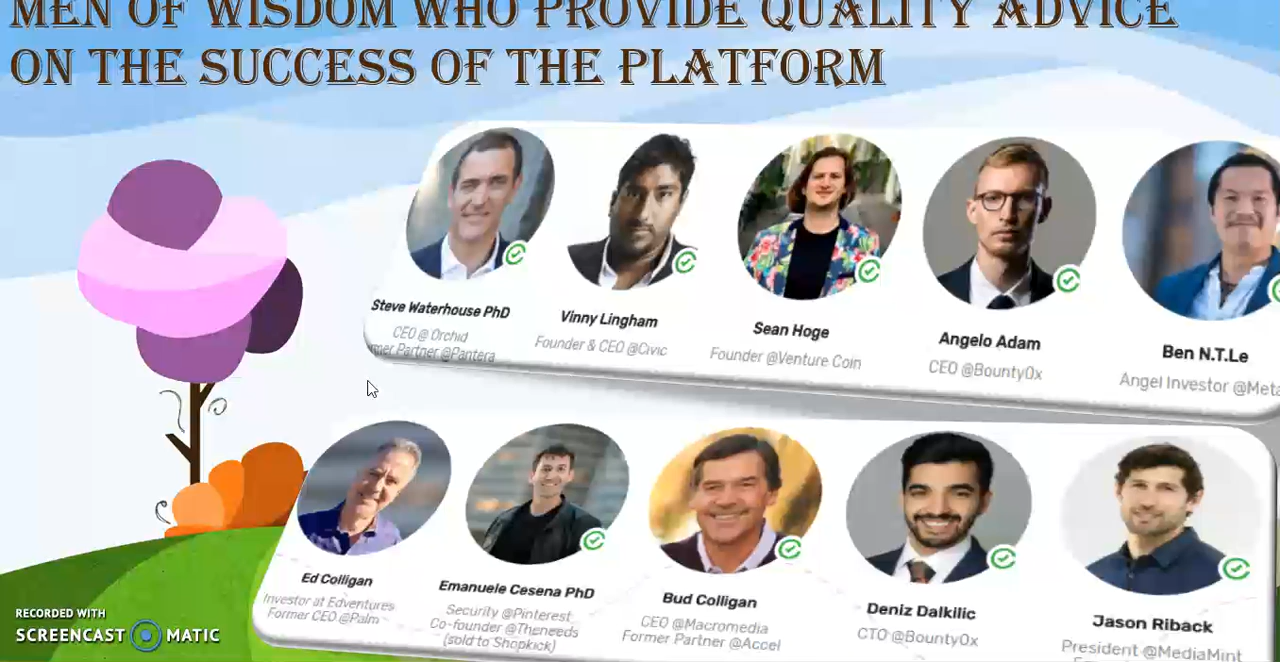 MEN OF WISDOM WHO PROVIDE QUALITY ADVICE
ON THE SUCCESS OF THE PLATFORM
Steve Waterhouse PhD
CEO @ Orchid
mer Partner @Pantera
Vinny Lingham
Founder & CEO @Civic
Sean Hoge
Founder @Venture Coin
Angelo Adam
CEO @Bounty0x
Ben N.T.Le
Angel Investor @Meta
Ed Colligan
Investor at Edventures
Former CEO @Palm
Emanuele Cesena PhD
Security @Pinterest
Co-founder @Theneeds
(sold to Shopkick)
Bud Colligan
CEO @Macromedia
Former Partner @Accel
Deniz Dalkilic
CTO @Bounty0x
Jason Riback
President @MediaMint
RECORDED WITH
SCREENCAST MATIC